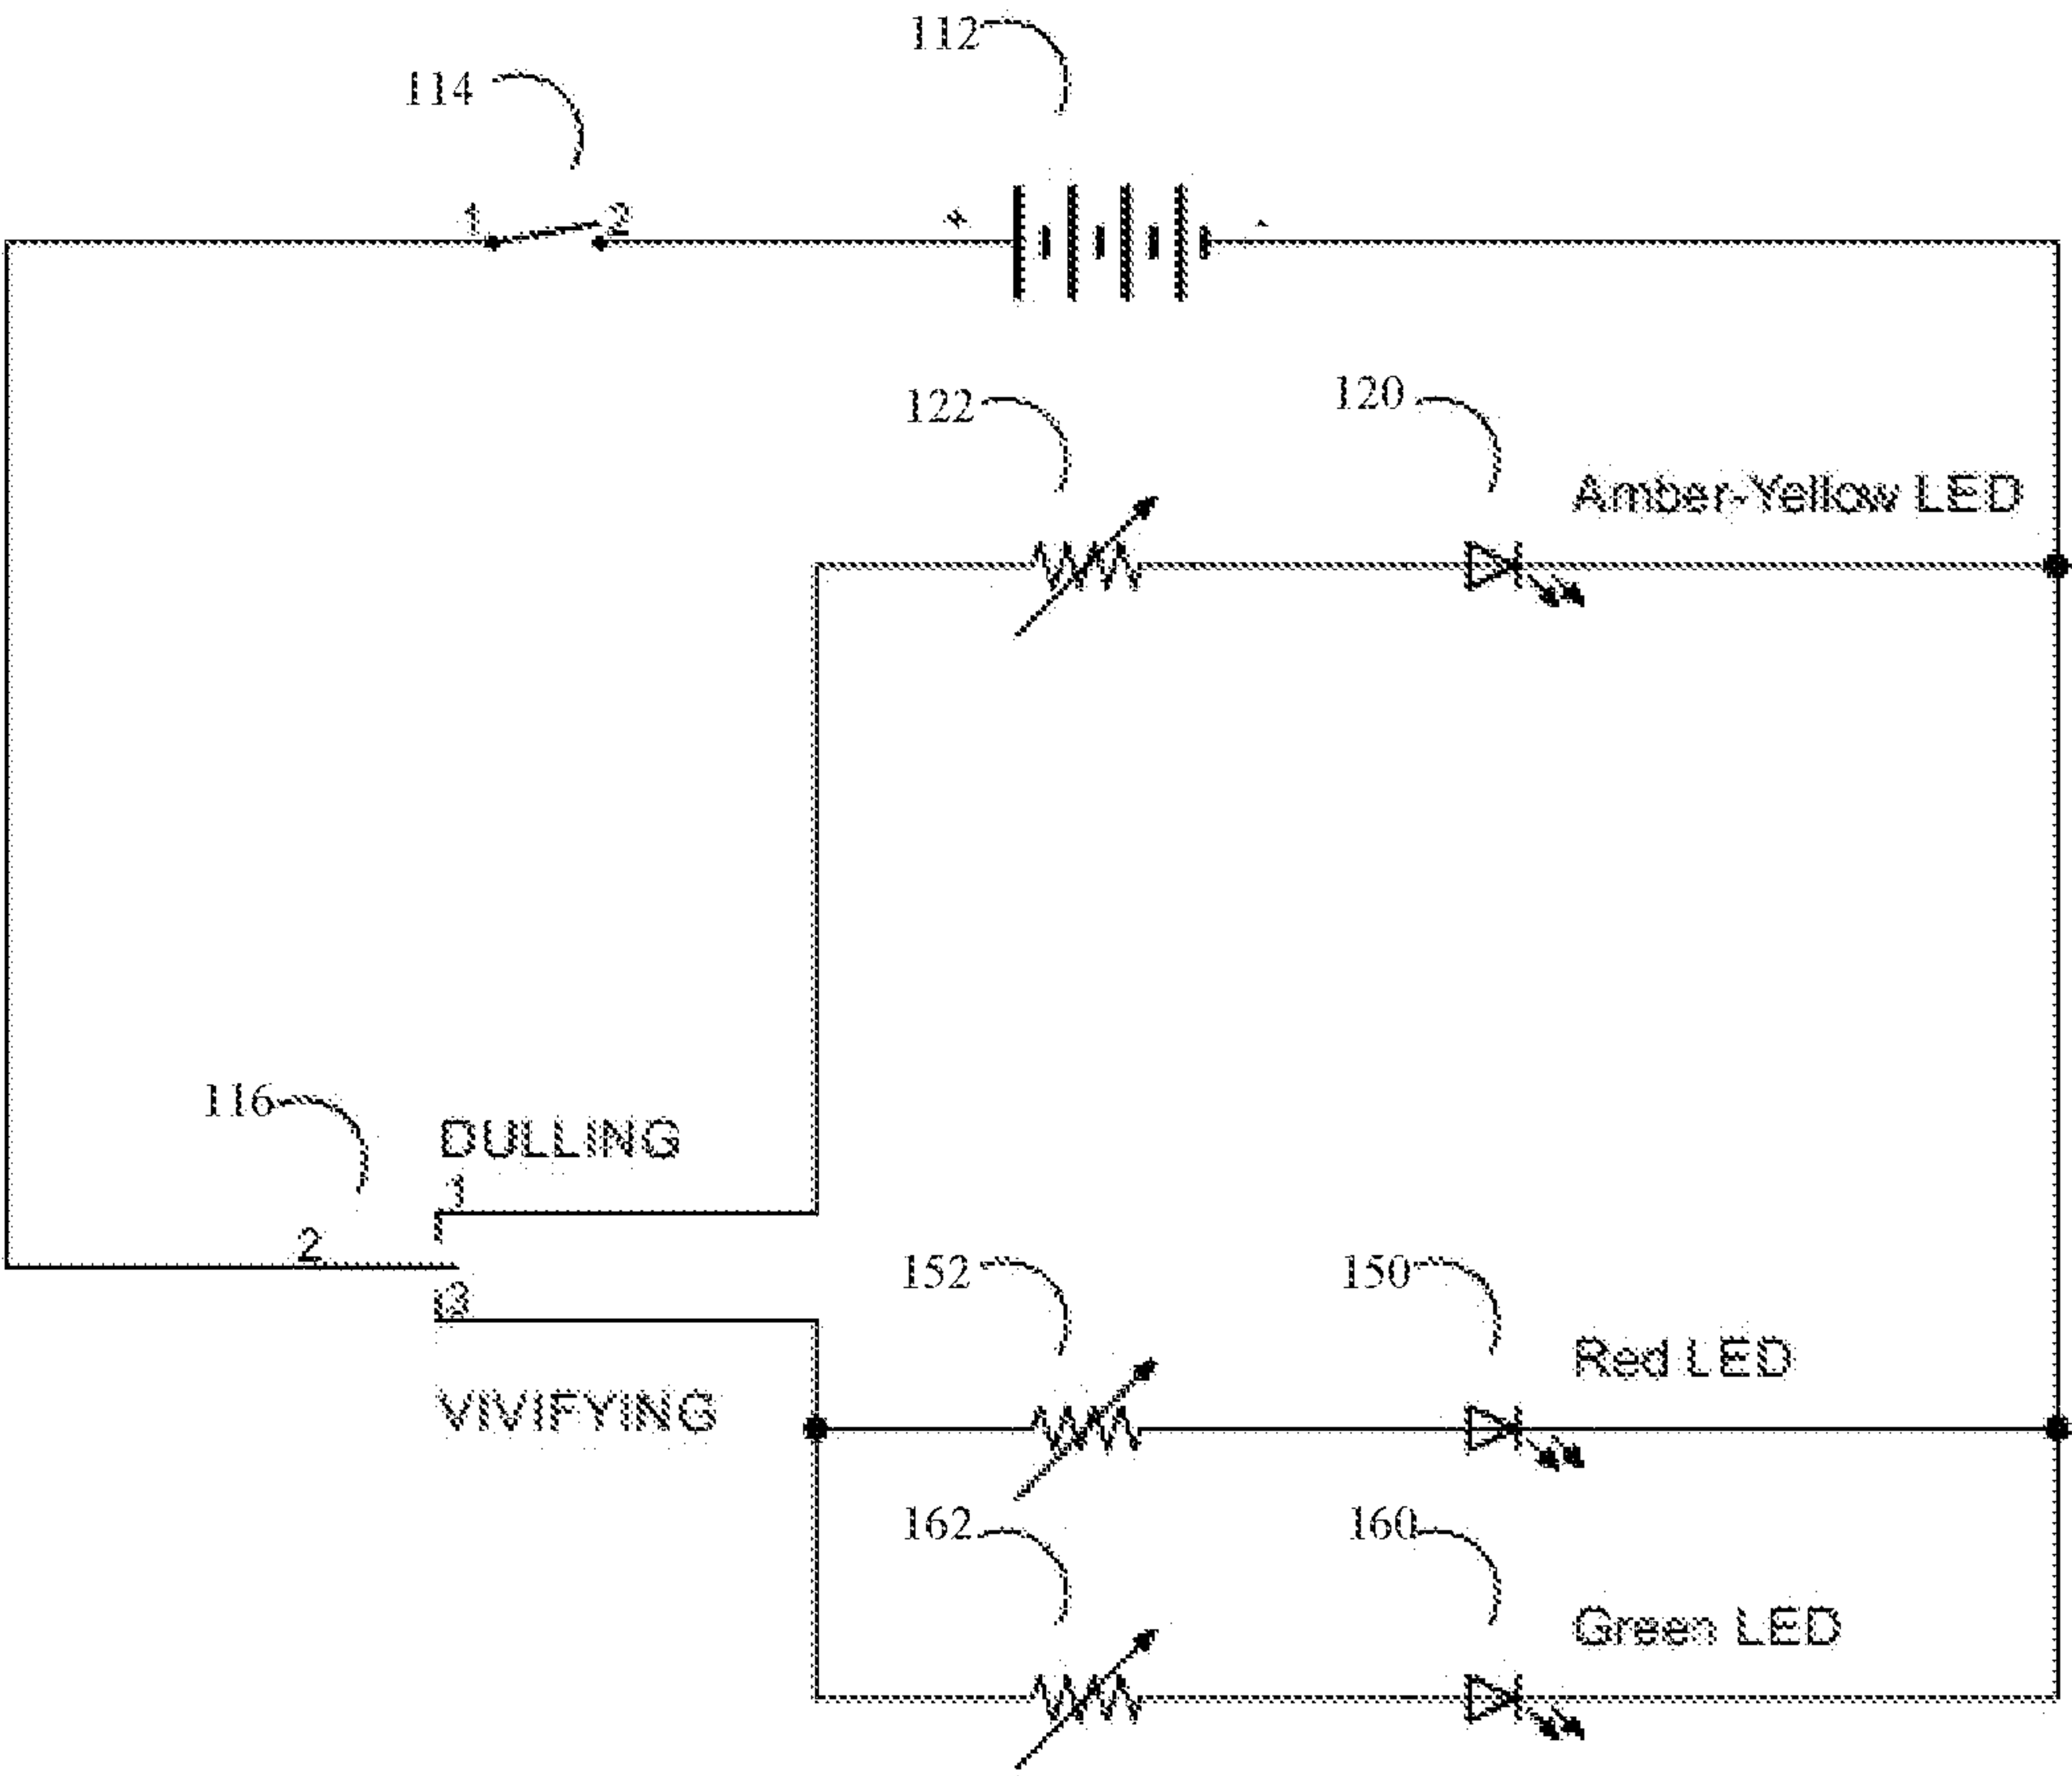 112
114
1 2 + -
122 120
Amber-Yellow LED
116
DULLING
1
2
3
VIVIFYING
152 150
Red LED
162 160
Green LED